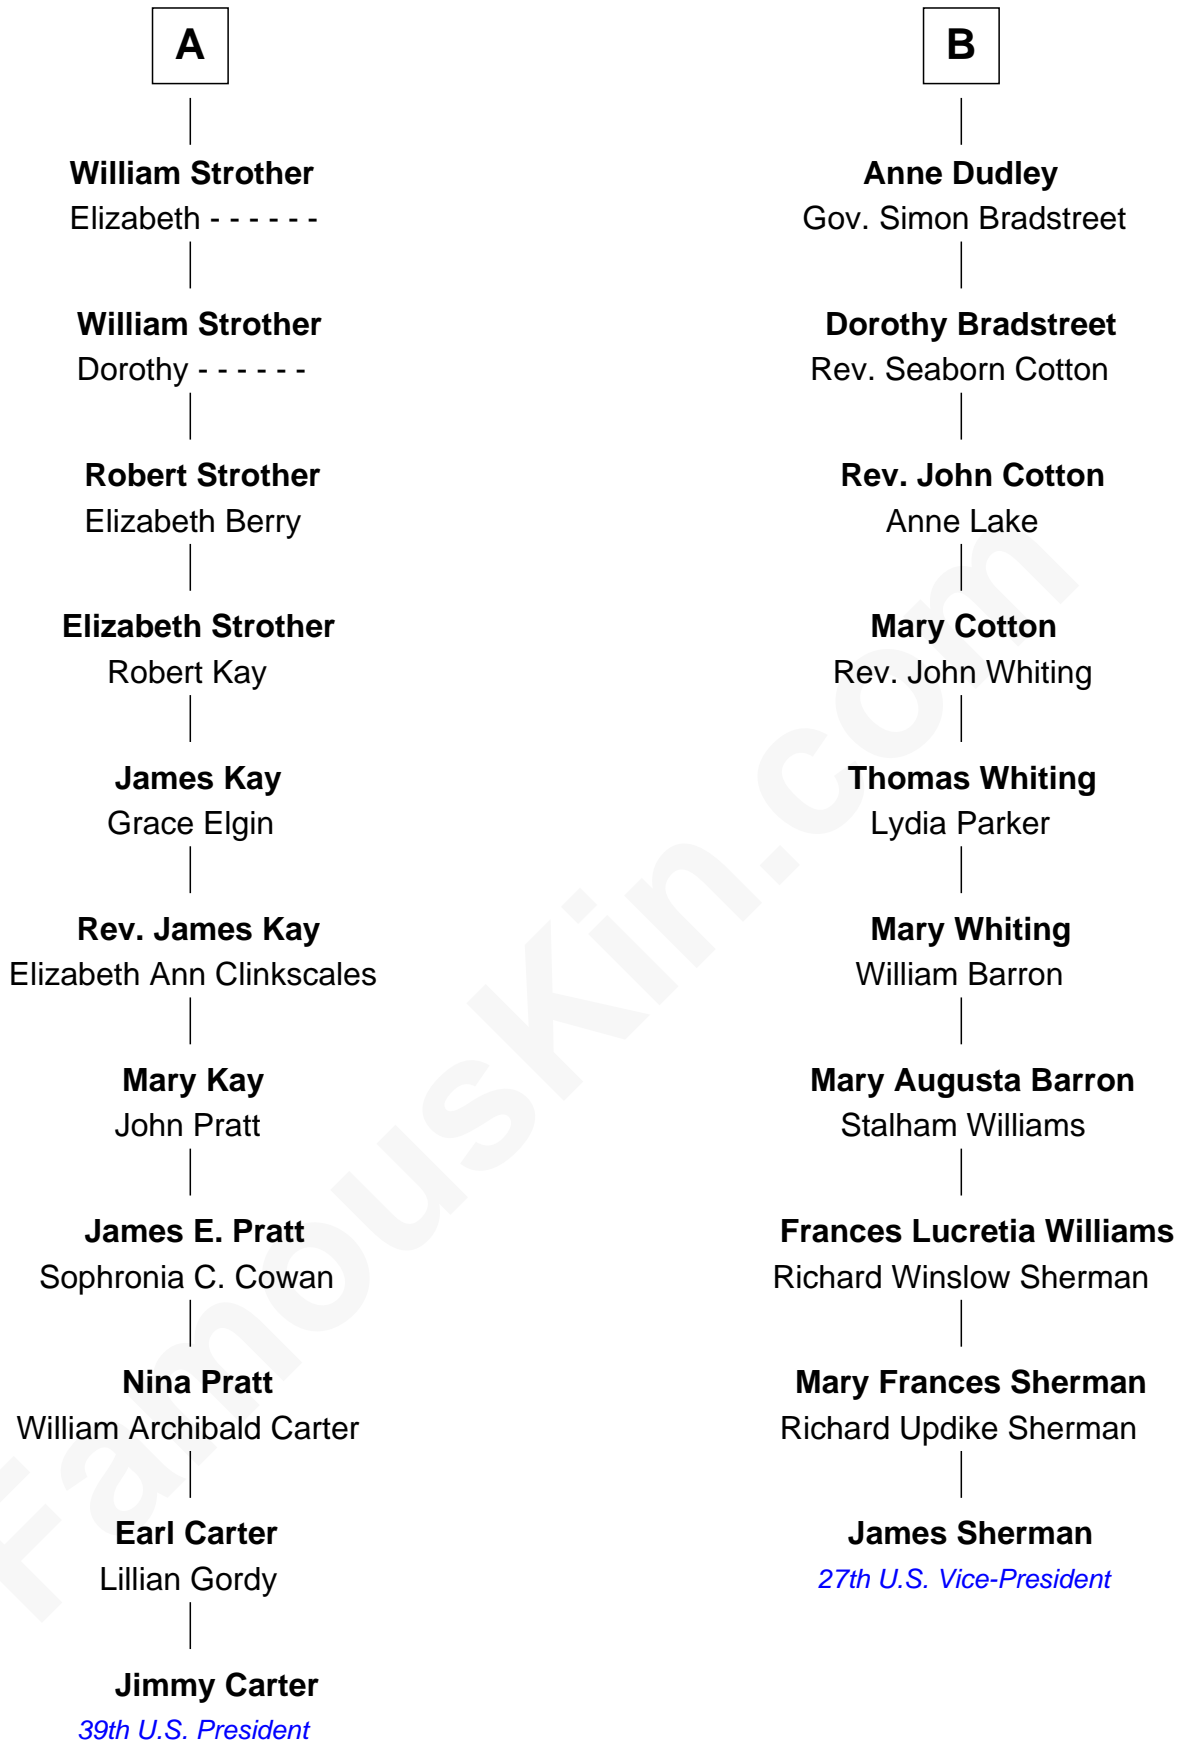 A
William Strother
Elizabeth - - - - - -
William Strother
Dorothy - - - - - -
Robert Strother
Elizabeth Berry
Elizabeth Strother
Robert Kay
James Kay
Grace Elgin
Rev. James Kay
Elizabeth Ann Clinkscales
Mary Kay
John Pratt
James E. Pratt
Sophronia C. Cowan
Nina Pratt
William Archibald Carter
Earl Carter
Lillian Gordy
Jimmy Carter
39th U.S. President
B
Anne Dudley
Gov. Simon Bradstreet
Dorothy Bradstreet
Rev. Seaborn Cotton
Rev. John Cotton
Anne Lake
Mary Cotton
Rev. John Whiting
Thomas Whiting
Lydia Parker
Mary Whiting
William Barron
Mary Augusta Barron
Stalham Williams
Frances Lucretia Williams
Richard Winslow Sherman
Mary Frances Sherman
Richard Updike Sherman
James Sherman
27th U.S. Vice-President
FamousKin.com